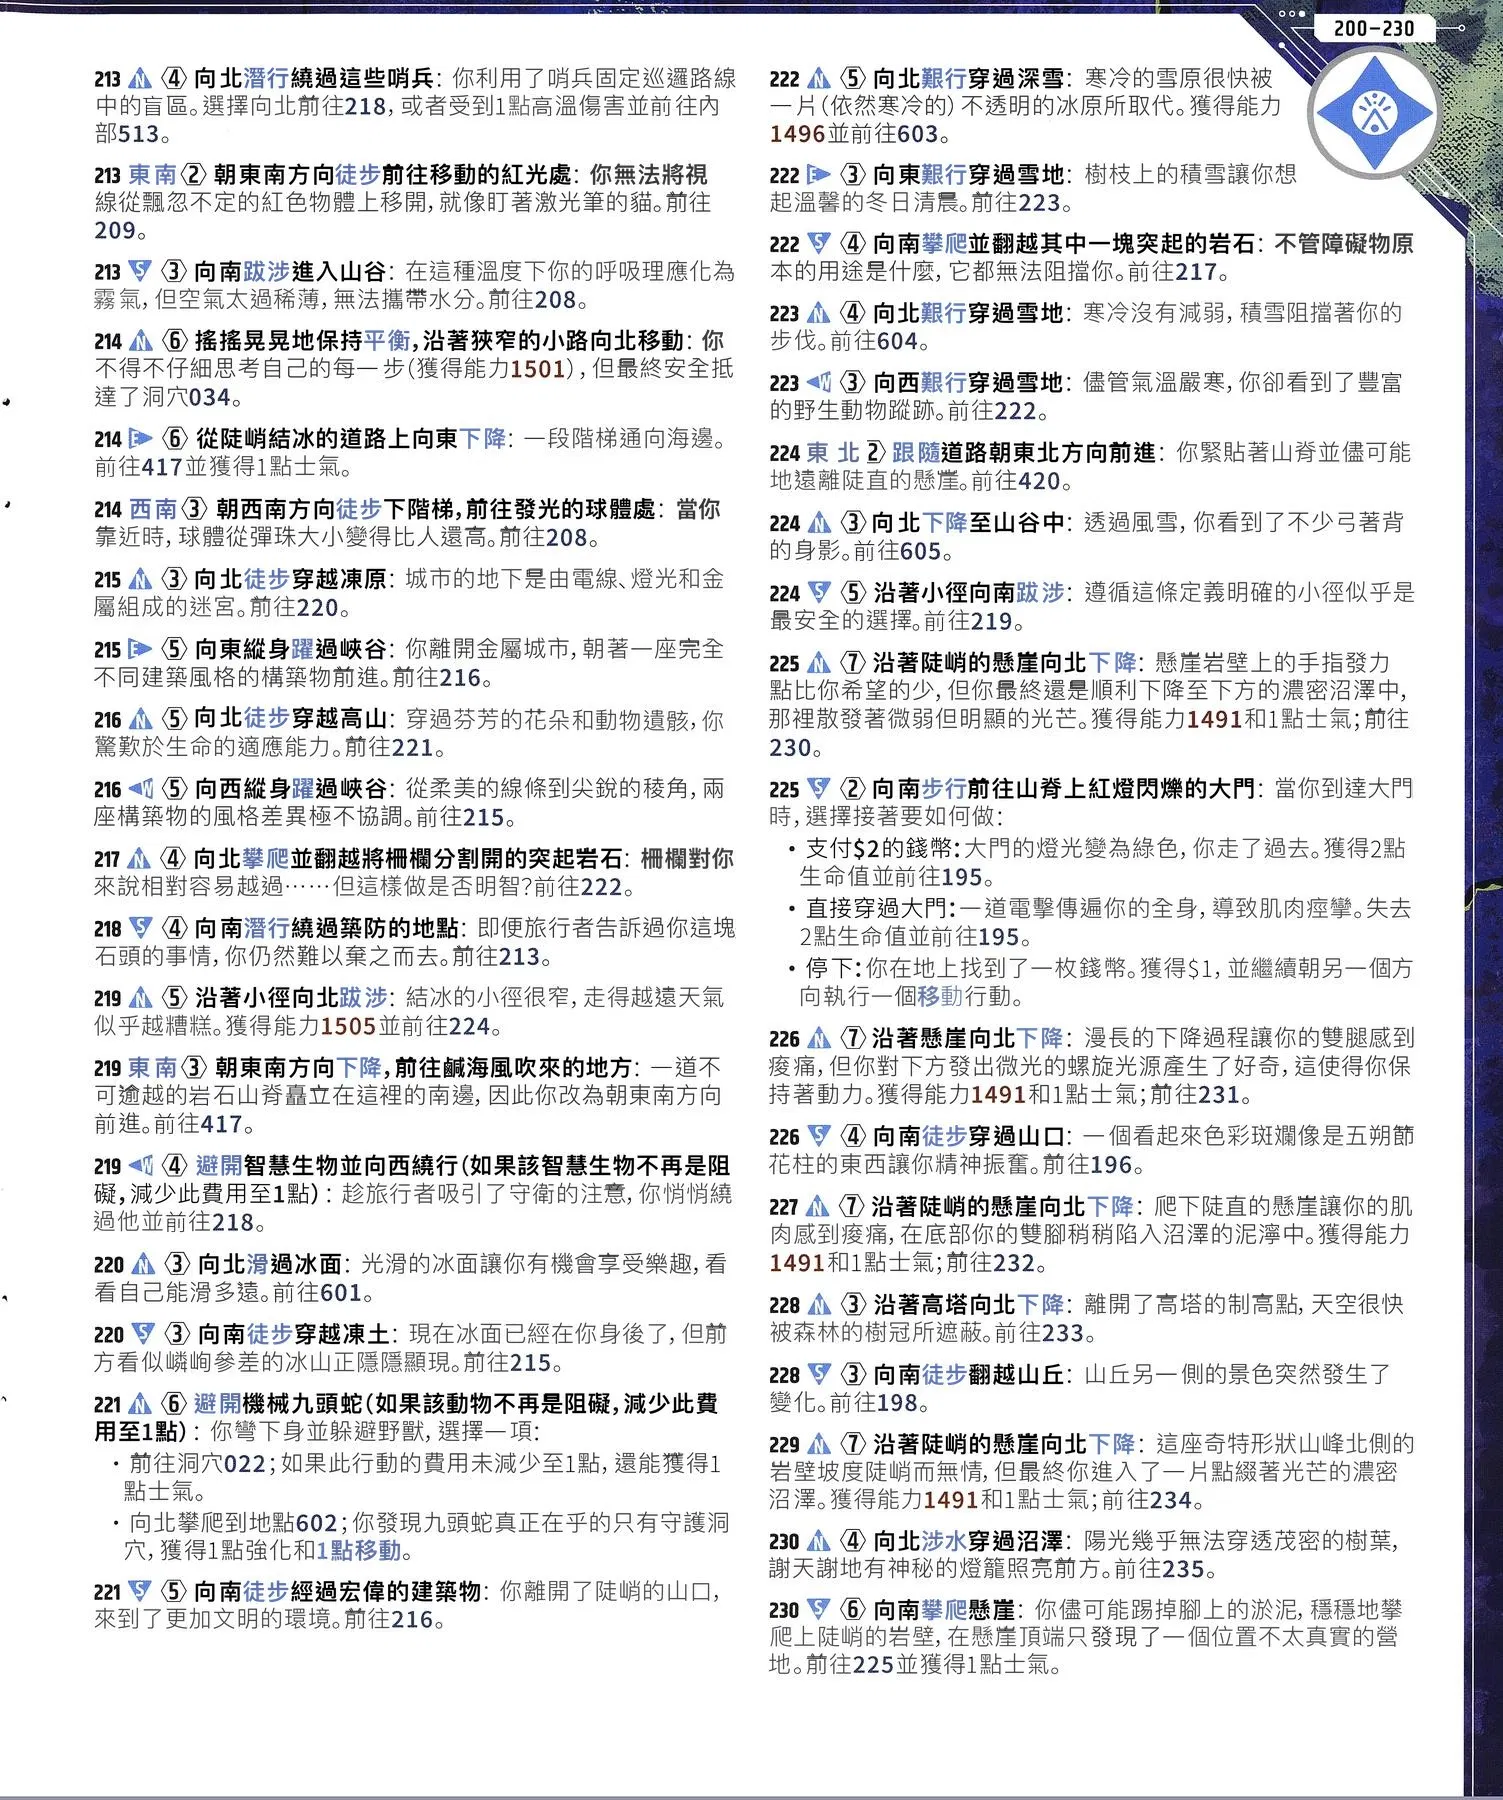 200–230
213 N 4 向北潛行繞過這些哨兵：你利用了哨兵固定巡邏路線
中的盲區。選擇向北前往218，或者受到1點高溫傷害並前往內
部513。
213 東南 2 朝東南方向徒步前往移動的紅光處：你無法將視
線從飄忽不定的紅色物體上移開，就像盯著激光筆的貓。前往
209。
213 S 3 向南跋涉進入山谷：在這種溫度下你的呼吸理應化為
霧氣，但空氣太過稀薄，無法攜帶水分。前往208。
214 N 6 搖搖晃晃地保持平衡，沿著狹窄的小路向北移動：你
不得不仔細思考自己的每一步（獲得能力1501），但最終安全抵
達了洞穴034。
214 E 6 從陡峭結冰的道路上向東下降：一段階梯通向海邊。
前往417並獲得1點士氣。
214 西南 3 朝西南方向徒步下階梯，前往發光的球體處：當你
靠近時，球體從彈珠大小變得比人還高。前往208。
215 N 3 向北徒步穿越凍原：城市的地下是由電線、燈光和金
屬組成的迷宮。前往220。
215 E 5 向東縱身躍過峽谷：你離開金屬城市，朝著一座完全
不同建築風格的構築物前進。前往216。
216 N 5 向北徒步穿越高山：穿過芬芳的花朵和動物遺骸，你
驚歎於生命的適應能力。前往221。
216 W 5 向西縱身躍過峽谷：從柔美的線條到尖銳的稜角，兩
座構築物的風格差異極不協調。前往215。
217 N 4 向北攀爬並翻越將柵欄分割開的突起岩石：柵欄對你
來說相對容易越過……但這樣做是否明智？前往222。
218 S 4 向南潛行繞過築防的地點：即便旅行者告訴過你這塊
石頭的事情，你仍然難以棄之而去。前往213。
219 N 5 沿著小徑向北跋涉：結冰的小徑很窄，走得越遠天氣
似乎越糟糕。獲得能力1505並前往224。
219 東南 3 朝東南方向下降，前往鹹海風吹來的地方：一道不
可逾越的岩石山脊矗立在這裡的南邊，因此你改為朝東南方向
前進。前往417。
219 W 4 避開智慧生物並向西繞行（如果該智慧生物不再是阻
礙，減少此費用至1點）：趁旅行者吸引了守衛的注意，你悄悄繞
過他並前往218。
220 N 3 向北滑過冰面：光滑的冰面讓你有機會享受樂趣，看
看自己能滑多遠。前往601。
220 S 3 向南徒步穿越凍土：現在冰面已經在你身後了，但前
方看似嶙峋參差的冰山正隱隱顯現。前往215。
221 N 6 避開機械九頭蛇（如果該動物不再是阻礙，減少此費
用至1點）：你彎下身並躲避野獸，選擇一項：
・前往洞穴022；如果此行動的費用未減少至1點，還能獲得1
點士氣。
・向北攀爬到地點602；你發現九頭蛇真正在乎的只有守護洞
穴，獲得1點強化和1點移動。
221 S 5 向南徒步經過宏偉的建築物：你離開了陡峭的山口，
來到了更加文明的環境。前往216。
222 N 5 向北艱行穿過深雪：寒冷的雪原很快被
一片（依然寒冷的）不透明的冰原所取代。獲得能力
1496並前往603。
222 E 3 向東艱行穿過雪地：樹枝上的積雪讓你想
起溫馨的冬日清晨。前往223。
222 S 4 向南攀爬並翻越其中一塊突起的岩石：不管障礙物原
本的用途是什麼，它都無法阻擋你。前往217。
223 N 4 向北艱行穿過雪地：寒冷沒有減弱，積雪阻擋著你的
步伐。前往604。
223 W 3 向西艱行穿過雪地：儘管氣溫嚴寒，你卻看到了豐富
的野生動物蹤跡。前往222。
224 東北 2 跟隨道路朝東北方向前進：你緊貼著山脊並儘可能
地遠離陡直的懸崖。前往420。
224 N 3 向北下降至山谷中：透過風雪，你看到了不少弓著背
的身影。前往605。
224 S 5 沿著小徑向南跋涉：遵循這條定義明確的小徑似乎是
最安全的選擇。前往219。
225 N 7 沿著陡峭的懸崖向北下降：懸崖岩壁上的手指發力
點比你希望的少，但你最終還是順利下降至下方的濃密沼澤中，
那裡散發著微弱但明顯的光芒。獲得能力1491和1點士氣；前往
230。
225 S 2 向南步行前往山脊上紅燈閃爍的大門：當你到達大門
時，選擇接著要如何做：
・支付$2的錢幣：大門的燈光變為綠色，你走了過去。獲得2點
生命值並前往195。
・直接穿過大門：一道電擊傳遍你的全身，導致肌肉痙攣。失去
2點生命值並前往195。
・停下：你在地上找到了一枚錢幣。獲得$1，並繼續朝另一個方
向執行一個移動行動。
226 N 7 沿著懸崖向北下降：漫長的下降過程讓你的雙腿感到
痠痛，但你對下方發出微光的螺旋光源產生了好奇，這使得你保
持著動力。獲得能力1491和1點士氣；前往231。
226 S 4 向南徒步穿過山口：一個看起來色彩斑斕像是五朔節
花柱的東西讓你精神振奮。前往196。
227 N 7 沿著陡峭的懸崖向北下降：爬下陡直的懸崖讓你的肌
肉感到痠痛，在底部你的雙腳稍稍陷入沼澤的泥濘中。獲得能力
1491和1點士氣；前往232。
228 N 3 沿著高塔向北下降：離開了高塔的制高點，天空很快
被森林的樹冠所遮蔽。前往233。
228 S 3 向南徒步翻越山丘：山丘另一側的景色突然發生了
變化。前往198。
229 N 7 沿著陡峭的懸崖向北下降：這座奇特形狀山峰北側的
岩壁坡度陡峭而無情，但最終你進入了一片點綴著光芒的濃密
沼澤。獲得能力1491和1點士氣；前往234。
230 N 4 向北涉水穿過沼澤：陽光幾乎無法穿透茂密的樹葉，
謝天謝地有神秘的燈籠照亮前方。前往235。
230 S 6 向南攀爬懸崖：你儘可能踢掉腳上的淤泥，穩穩地攀
爬上陡峭的岩壁，在懸崖頂端只發現了一個位置不太真實的營
地。前往225並獲得1點士氣。